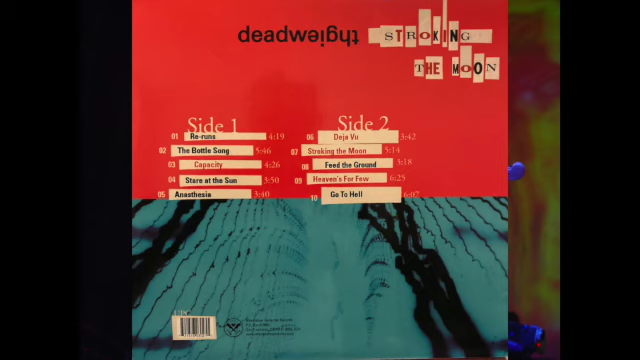 deadweight STROKING
THE MOON
Side 1
01 Re-runs 4:19
02 The Bottle Song 5:46
03 Capacity 4:26
04 Stare at the Sun 3:50
05 Anasthesia 3:40
Side 2
06 Deja Vu 3:42
07 Stroking the Moon 5:14
08 Feed the Ground 3:18
09 Heaven's For Few 6:25
10 Go To Hell 6:02